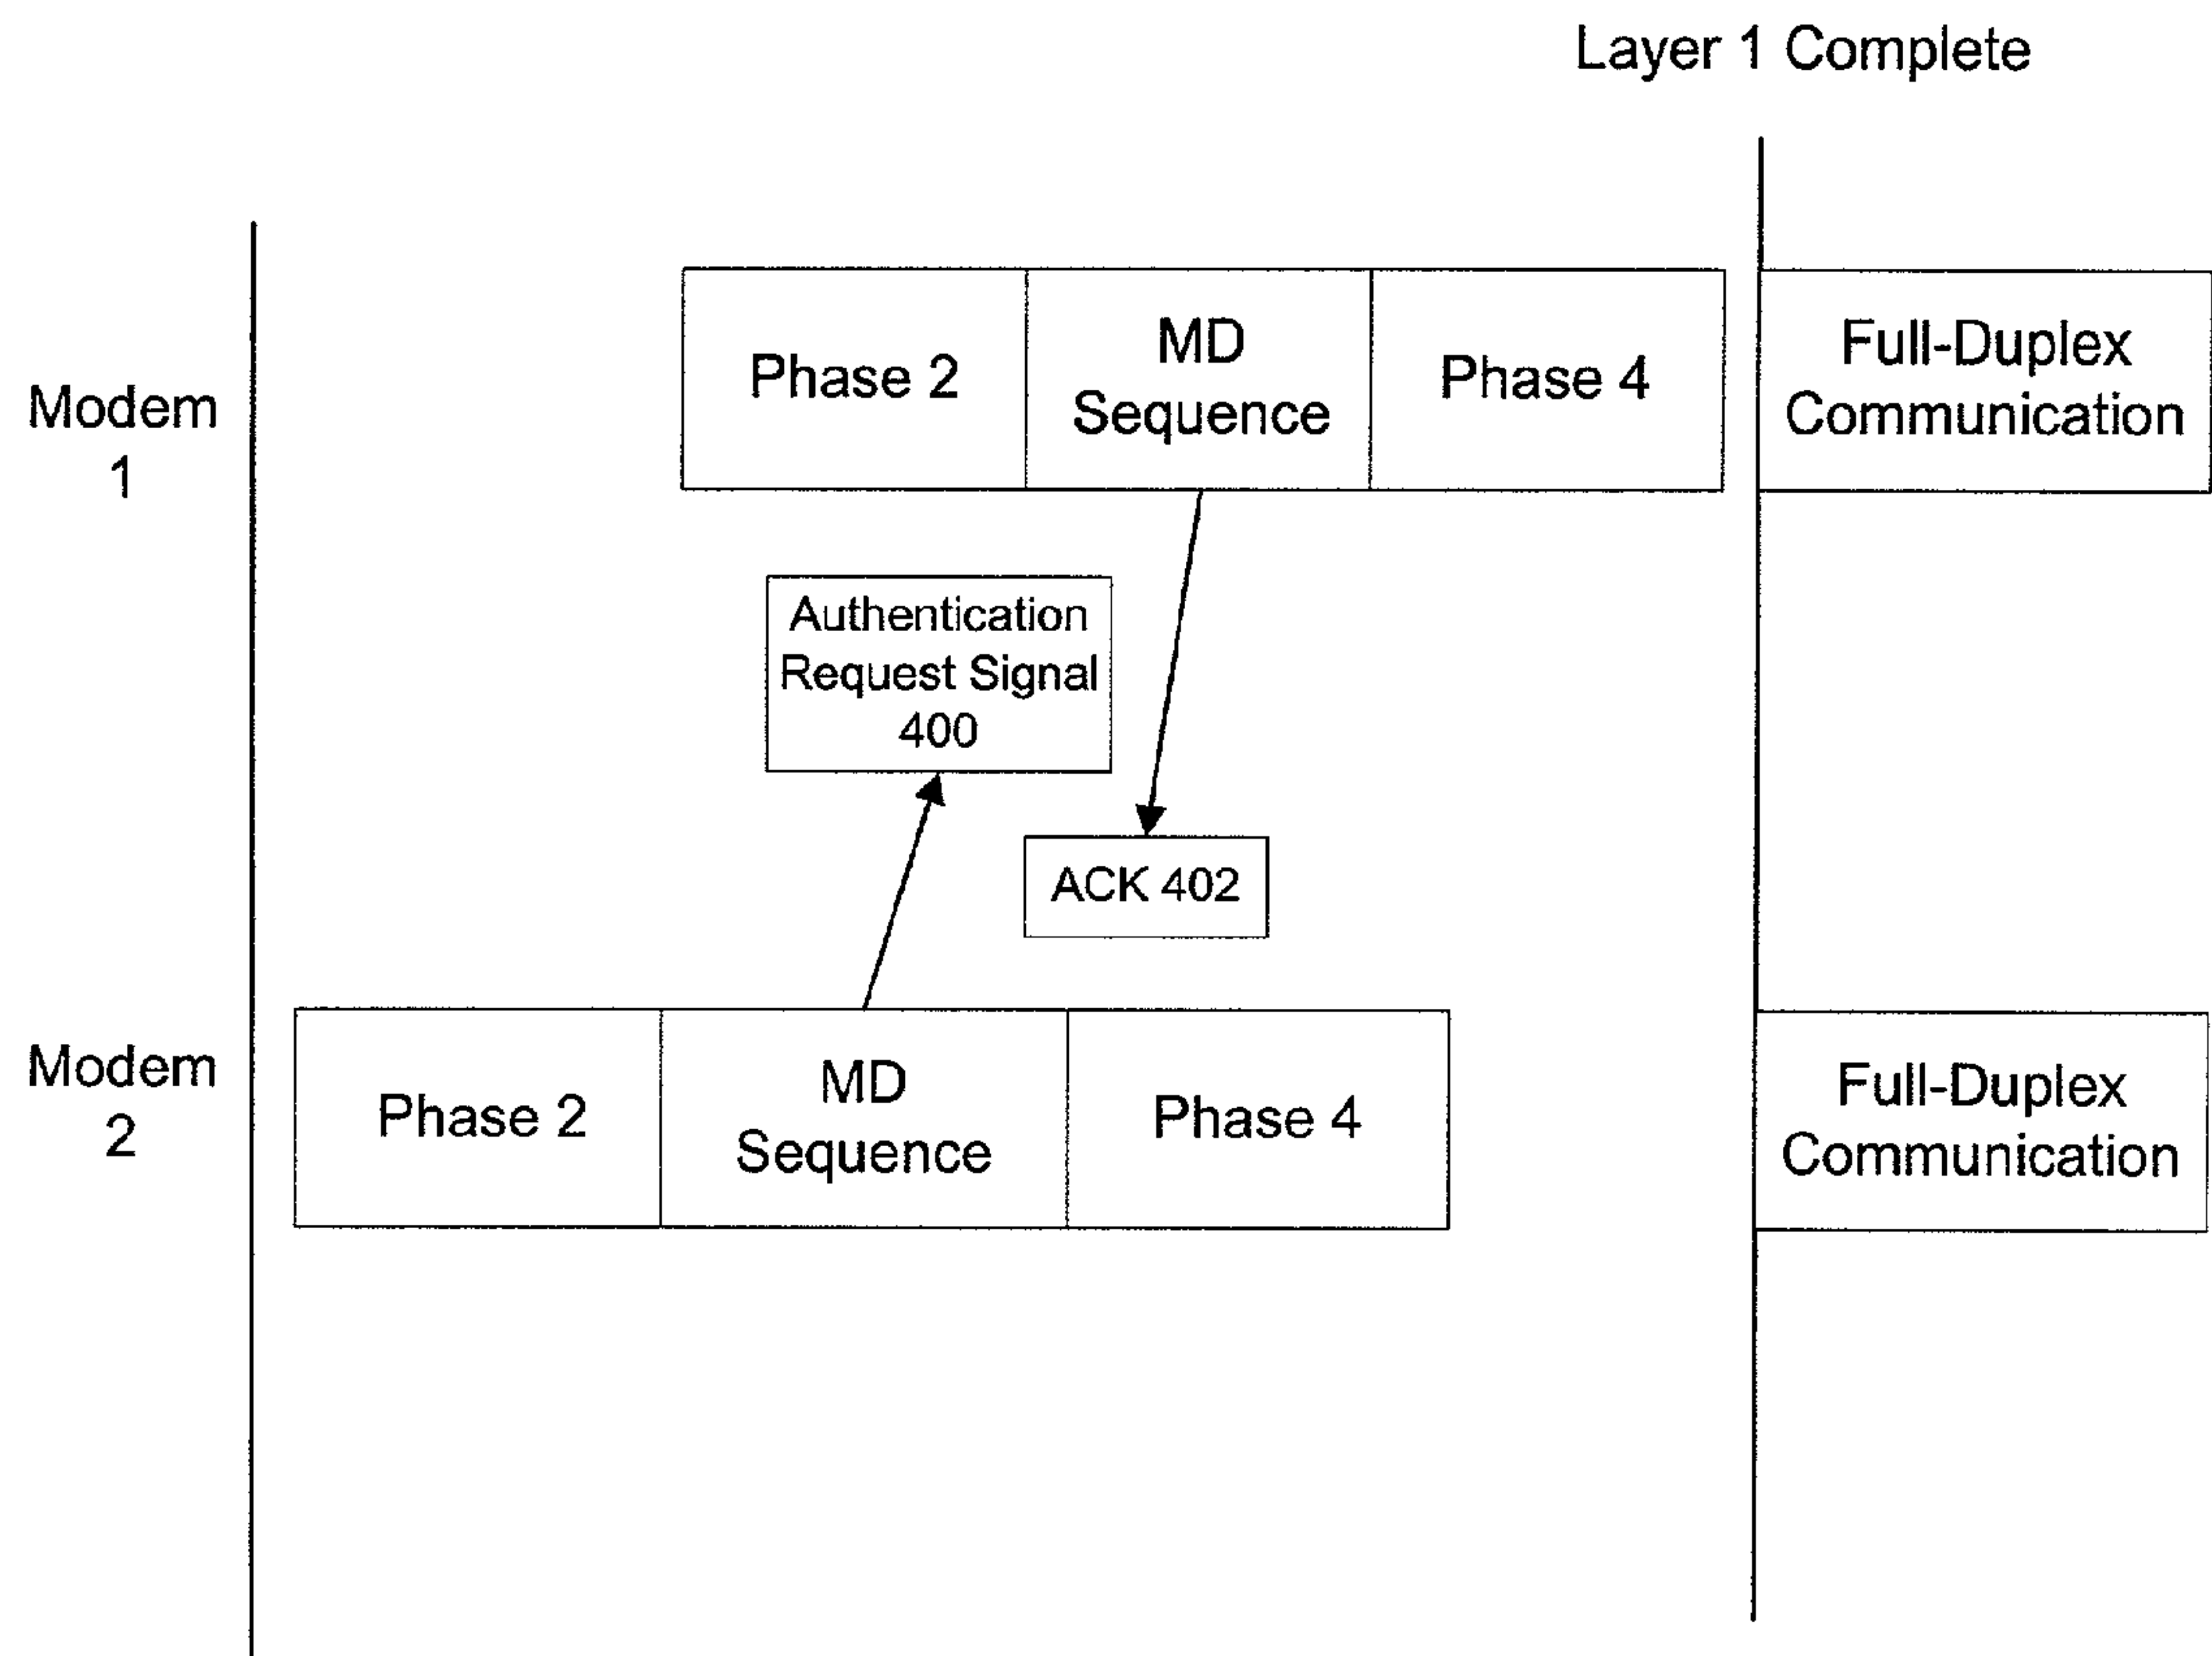 Layer 1 Complete
Modem
1
Phase 2
MD
Sequence
Phase 4
Full-Duplex
Communication
Authentication
Request Signal
400
ACK 402
Modem
2
Phase 2
MD
Sequence
Phase 4
Full-Duplex
Communication